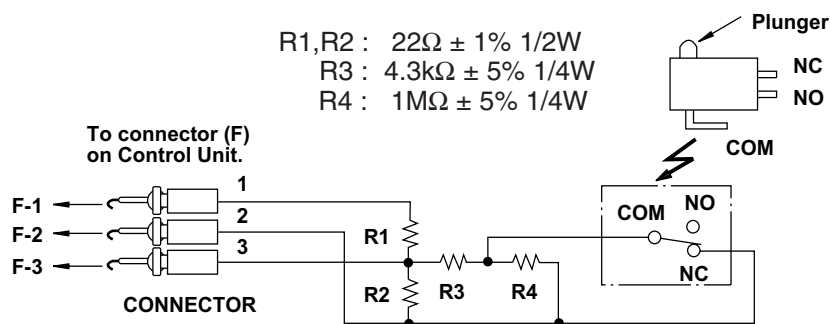 R1,R2 : 22Ω ± 1% 1/2W
R3 : 4.3kΩ ± 5% 1/4W
R4 : 1MΩ ± 5% 1/4W
Plunger
NC
NO
COM
To connector (F)
on Control Unit.
F-1
F-2
F-3
1
2
3
CONNECTOR
R1
R2
R3
R4
COM
NO
NC